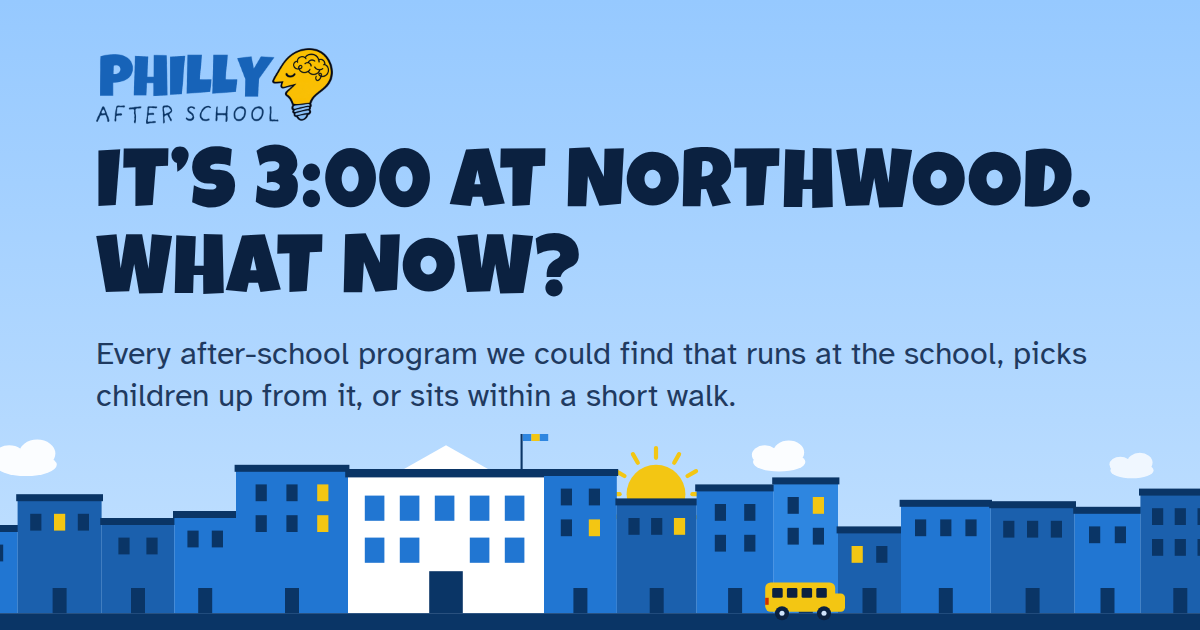 PHILLY
AFTER SCHOOL
IT'S 3:00 AT NORTHWOOD.
WHAT NOW?
Every after-school program we could find that runs at the school, picks
children up from it, or sits within a short walk.